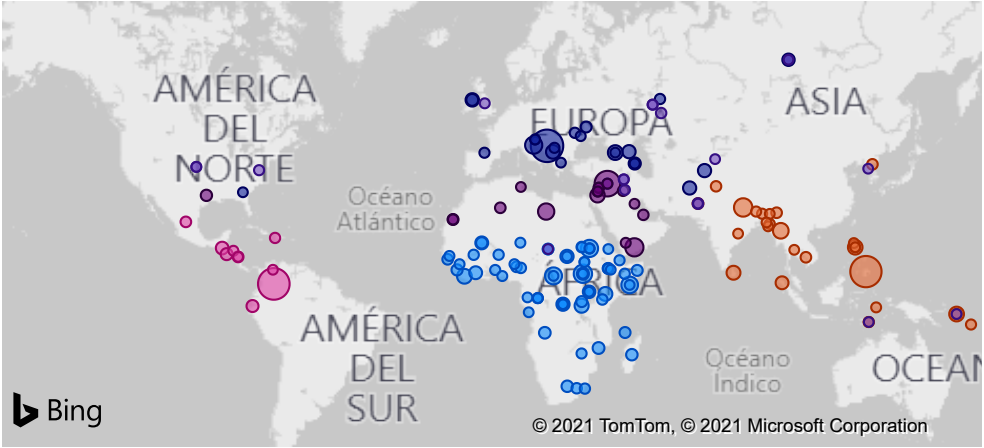 AMÉRICA
DEL
NORTE
EUROPA
ASIA
Océano
Atlántico
ÁFRICA
AMÉRICA
DEL
SUR
Océano
Índico
OCEAN
Bing
© 2021 TomTom, © 2021 Microsoft Corporation